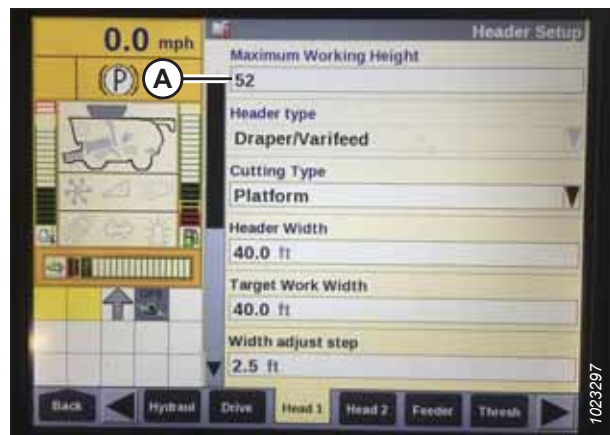 0.0 mph
Header Setup
(P)
A
Maximum Working Height
52
Header type
Draper/Varifeed
Cutting Type
Platform
Header Width
40.0 ft
Target Work Width
40.0 ft
Width adjust step
2.5 ft
Back
Hydraul
Drive
Head 1
Head 2
Feeder
Thresh
1023297